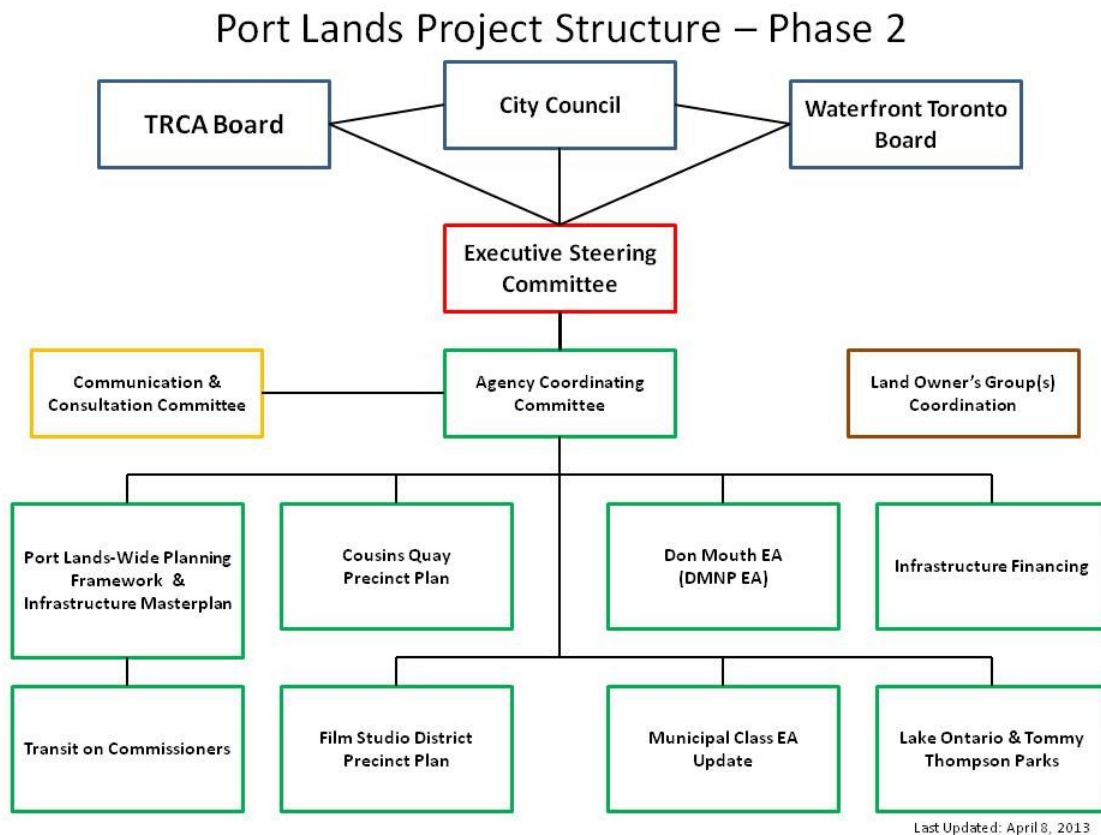 Port Lands Project Structure – Phase 2
TRCA Board
City Council
Waterfront Toronto
Board
Executive Steering
Committee
Communication &
Consultation Committee
Agency Coordinating
Committee
Land Owner's Group(s)
Coordination
Port Lands-Wide Planning
Framework &
Infrastructure Masterplan
Cousins Quay
Precinct Plan
Don Mouth EA
(DMNP EA)
Infrastructure Financing
Transit on Commissioners
Film Studio District
Precinct Plan
Municipal Class EA
Update
Lake Ontario & Tommy
Thompson Parks
Last Updated: April 8, 2013